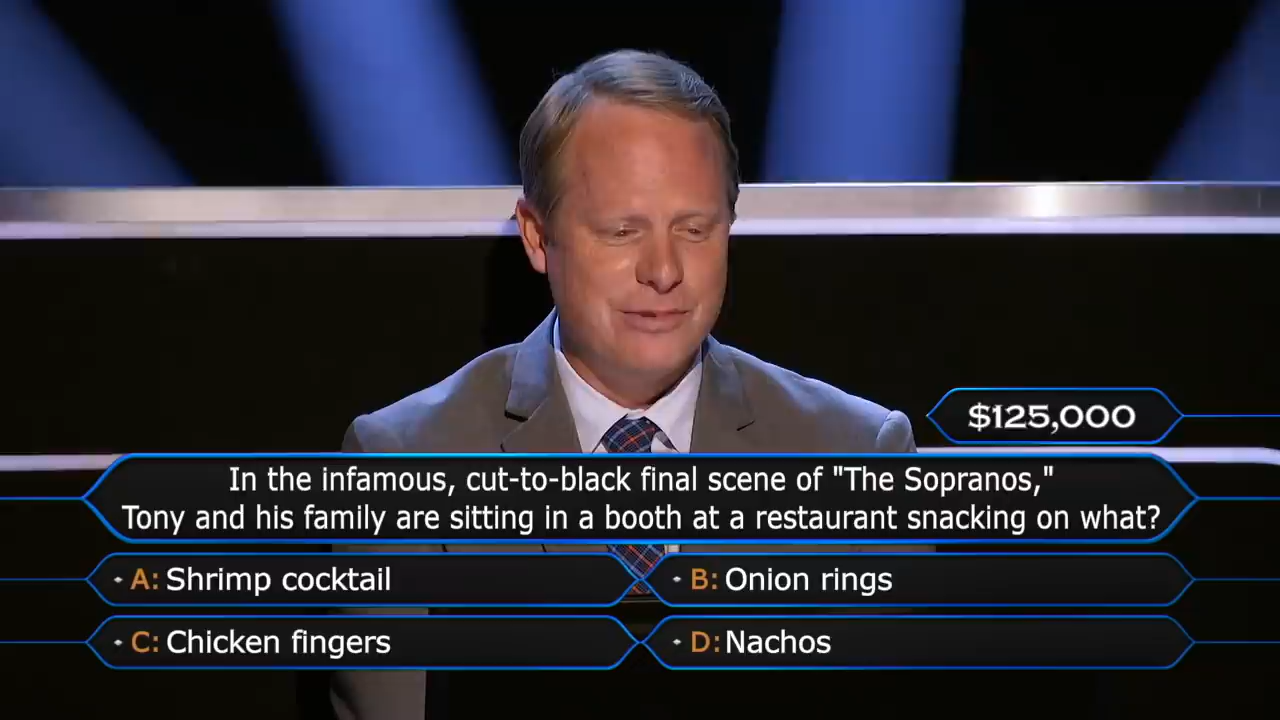 $125,000
In the infamous, cut-to-black final scene of "The Sopranos,"
Tony and his family are sitting in a booth at a restaurant snacking on what?
A: Shrimp cocktail
B: Onion rings
C: Chicken fingers
D: Nachos